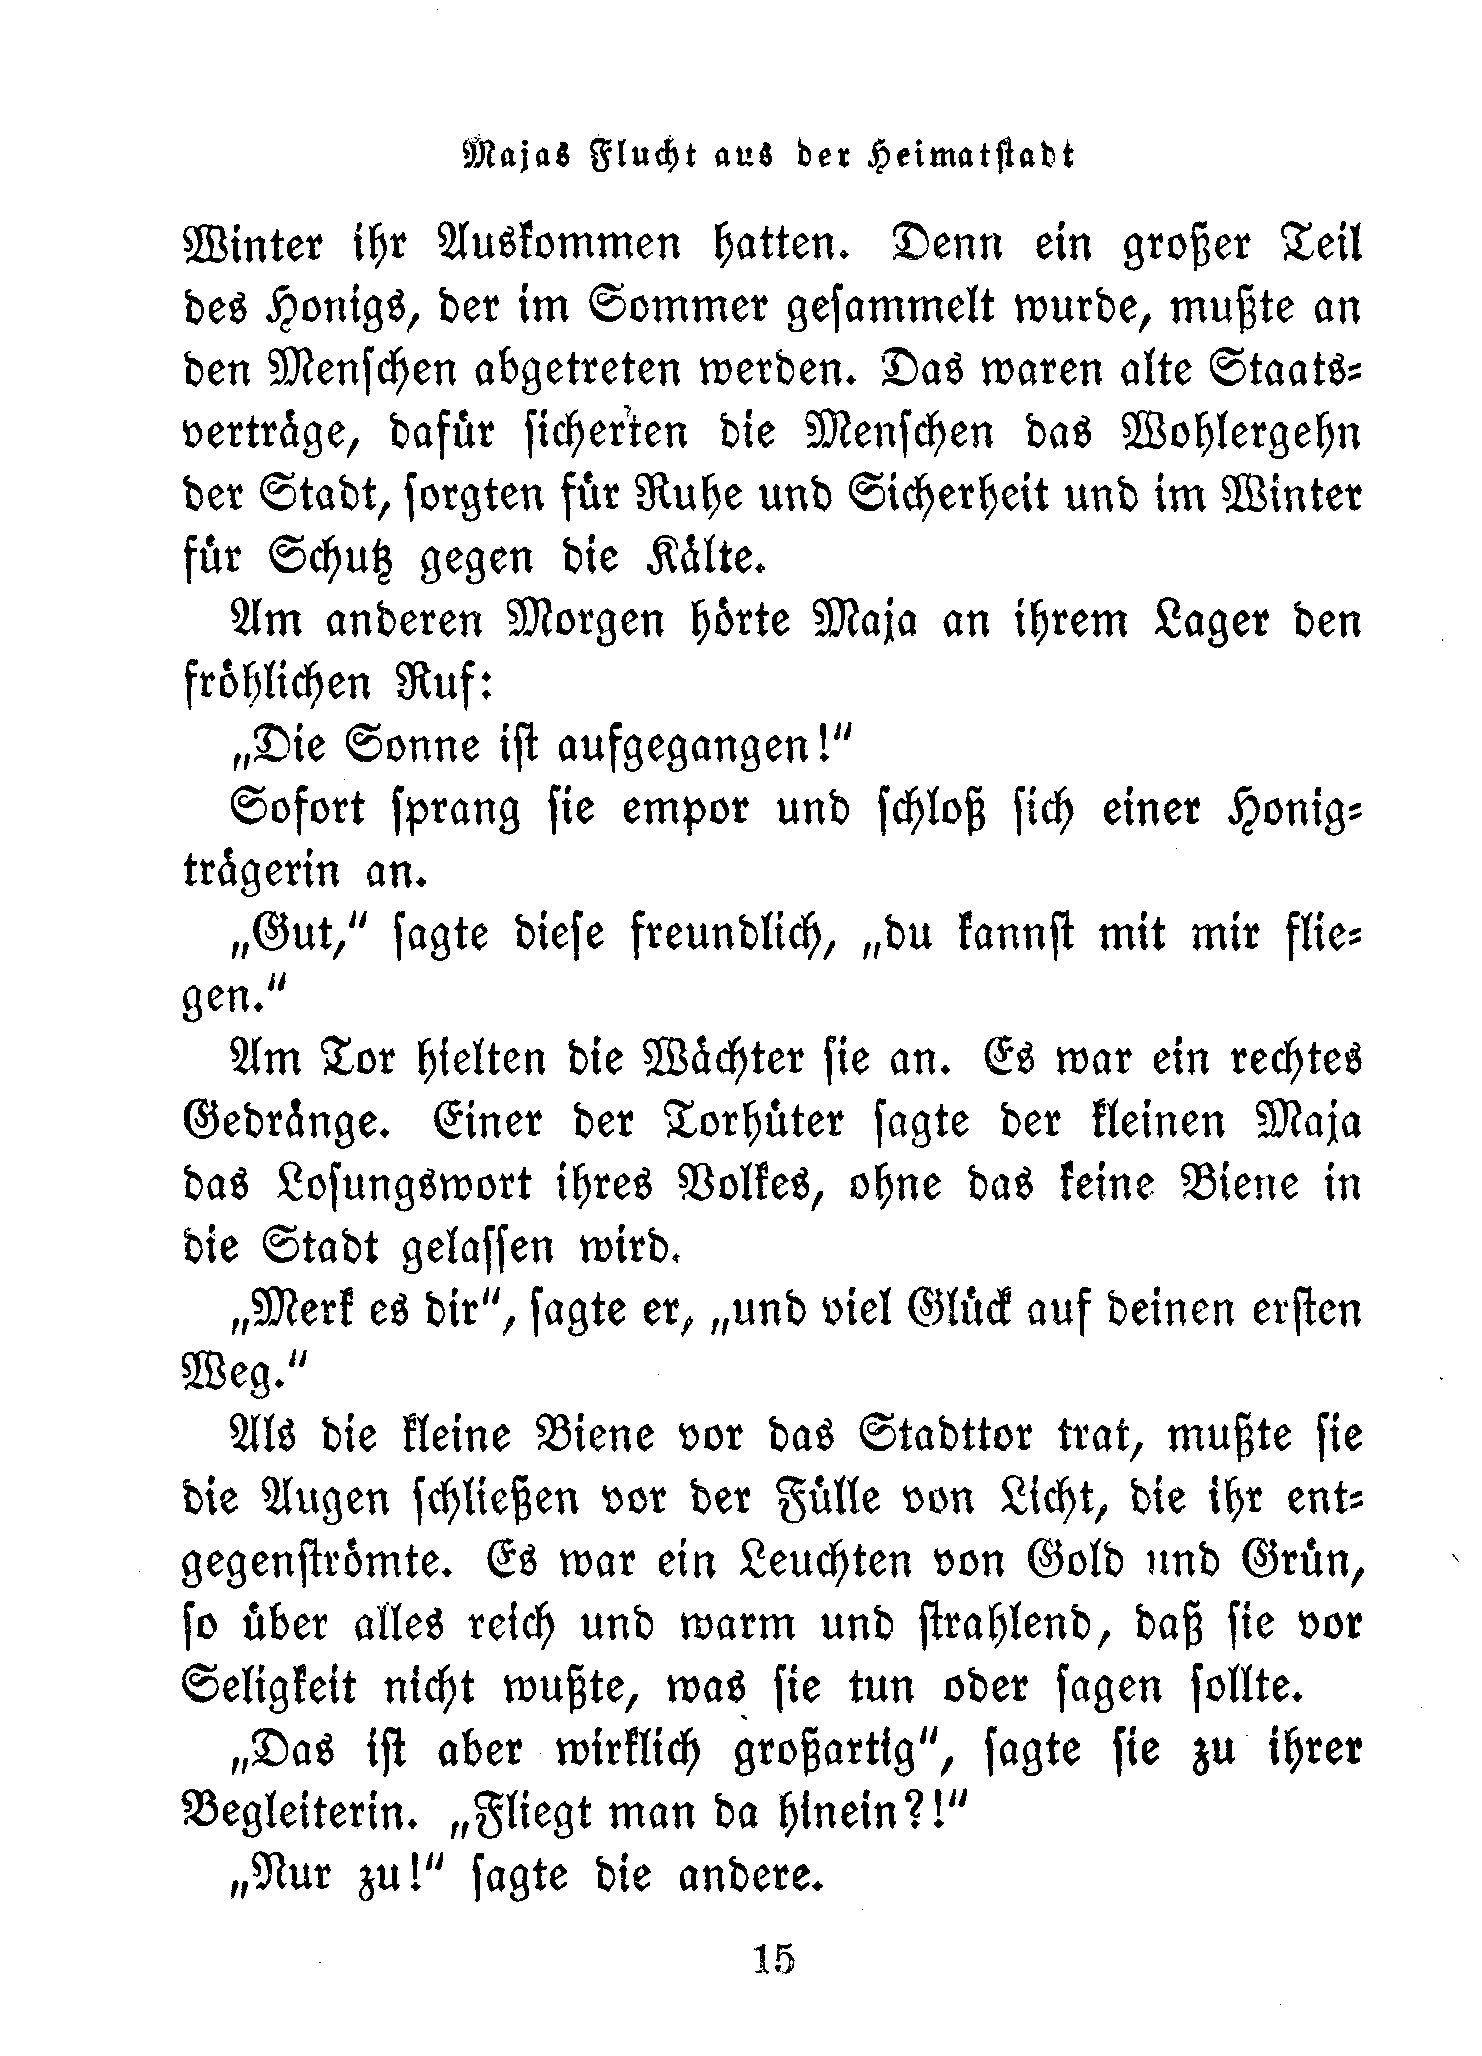 Majas Flucht aus der Heimatstadt
Winter ihr Auskommen hatten. Denn ein großer Teil
des Honigs, der im Sommer gesammelt wurde, mußte an
den Menschen abgetreten werden. Das waren alte Staats-
verträge, dafür sicherten die Menschen das Wohlergehn
der Stadt, sorgten für Ruhe und Sicherheit und im Winter
für Schutz gegen die Kälte.
Am anderen Morgen hörte Maja an ihrem Lager den
fröhlichen Ruf:
„Die Sonne ist aufgegangen!“
Sofort sprang sie empor und schloß sich einer Honig-
trägerin an.
„Gut,“ sagte diese freundlich, „du kannst mit mir flie-
gen.“
Am Tor hielten die Wächter sie an. Es war ein rechtes
Gedränge. Einer der Torhüter sagte der kleinen Maja
das Losungswort ihres Volkes, ohne das keine Biene in
die Stadt gelassen wird.
„Merk es dir“, sagte er, „und viel Glück auf deinen ersten
Weg.“
Als die kleine Biene vor das Stadttor trat, mußte sie
die Augen schließen vor der Fülle von Licht, die ihr ent-
gegenströmte. Es war ein Leuchten von Gold und Grün,
so über alles reich und warm und strahlend, daß sie vor
Seligkeit nicht wußte, was sie tun oder sagen sollte.
„Das ist aber wirklich großartig“, sagte sie zu ihrer
Begleiterin. „Fliegt man da hinein?!“
„Nur zu!“ sagte die andere.
15